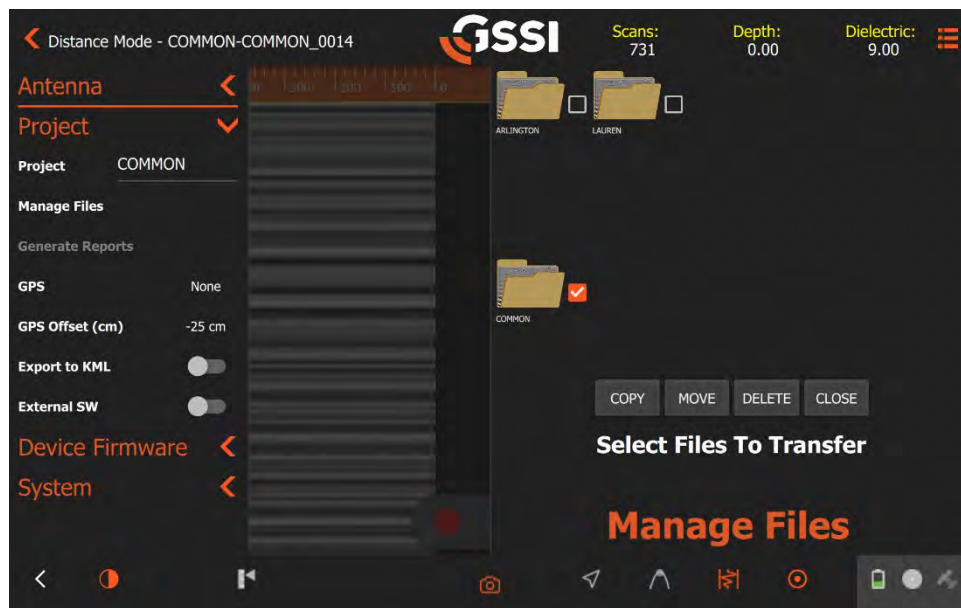 Distance Mode - COMMON-COMMON_0014
GSSI
Scans:
731
Depth:
0.00
Dielectric:
9.00
Antenna
Project
Project COMMON
Manage Files
Generate Reports
GPS None
GPS Offset (cm) -25 cm
Export to KML
External SW
Device Firmware
System
ARLINGTON
LAUREN
COMMON
COPY MOVE DELETE CLOSE
Select Files To Transfer
Manage Files